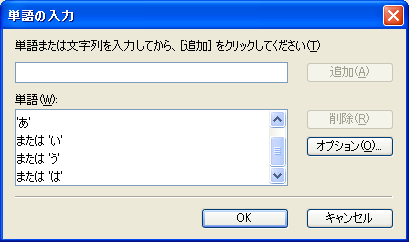 単語の入力
単語または文字列を入力してから、[追加] をクリックしてください(T)
追加(A)
単語(W):
'あ'
または 'い'
または 'う'
または 'は'
削除(R)
オプション(O)...
OK
キャンセル